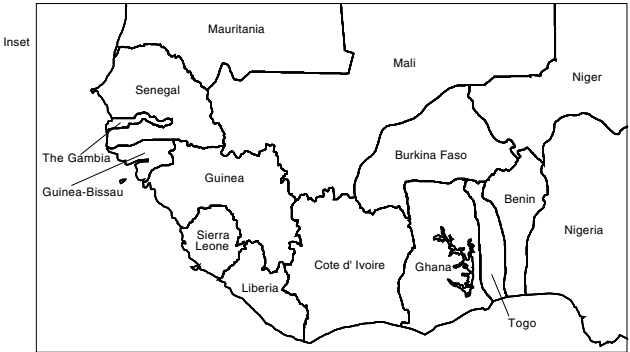 Inset
Mauritania
Mali
Niger
Senegal
The Gambia
Guinea-Bissau
Guinea
Burkina Faso
Benin
Nigeria
Sierra
Leone
Liberia
Cote d' Ivoire
Ghana
Togo